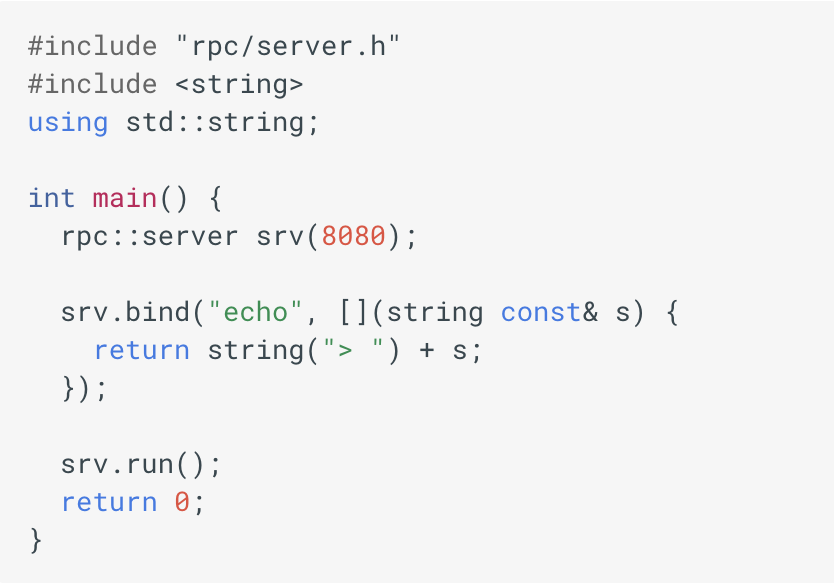 #include "rpc/server.h"
#include <string>
using std::string;

int main() {
  rpc::server srv(8080);

  srv.bind("echo", [](string const& s) {
    return string("> ") + s;
  });

  srv.run();
  return 0;
}